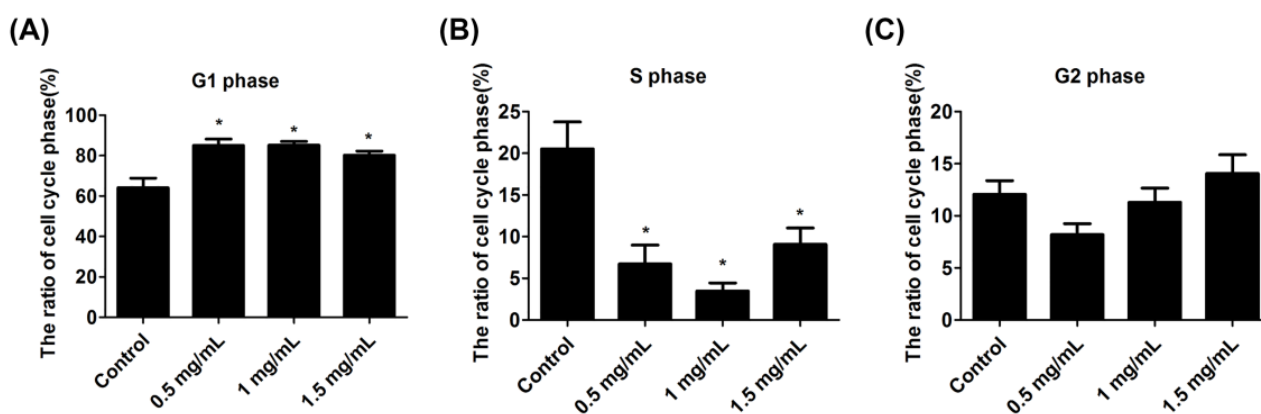 (A)
G1 phase
The ratio of cell cycle phase(%)
100
80
60
40
20
0
*
*
*
Control
0.5 mg/mL
1 mg/mL
1.5 mg/mL
(B)
S phase
The ratio of cell cycle phase(%)
25
20
15
10
5
0
*
*
*
Control
0.5 mg/mL
1 mg/mL
1.5 mg/mL
(C)
G2 phase
The ratio of cell cycle phase(%)
20
15
10
5
0
Control
0.5 mg/mL
1 mg/mL
1.5 mg/mL